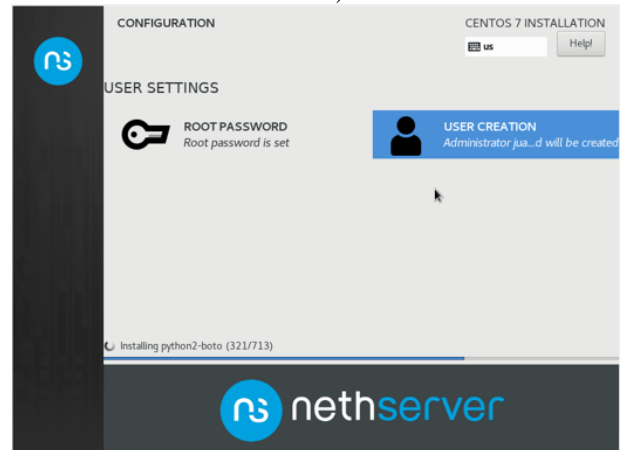 CONFIGURATION
CENTOS 7 INSTALLATION
us
Help!
USER SETTINGS
ROOT PASSWORD
Root password is set
USER CREATION
Administrator jua...d will be created
Installing python2-boto (321/713)
nethserver